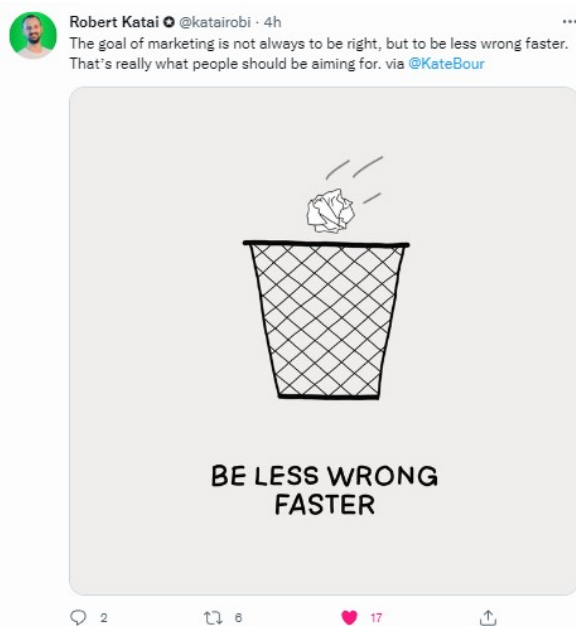 Robert Katai @katairobi · 4h
The goal of marketing is not always to be right, but to be less wrong faster.
That's really what people should be aiming for. via @KateBour
BE LESS WRONG
FASTER
2 6 17